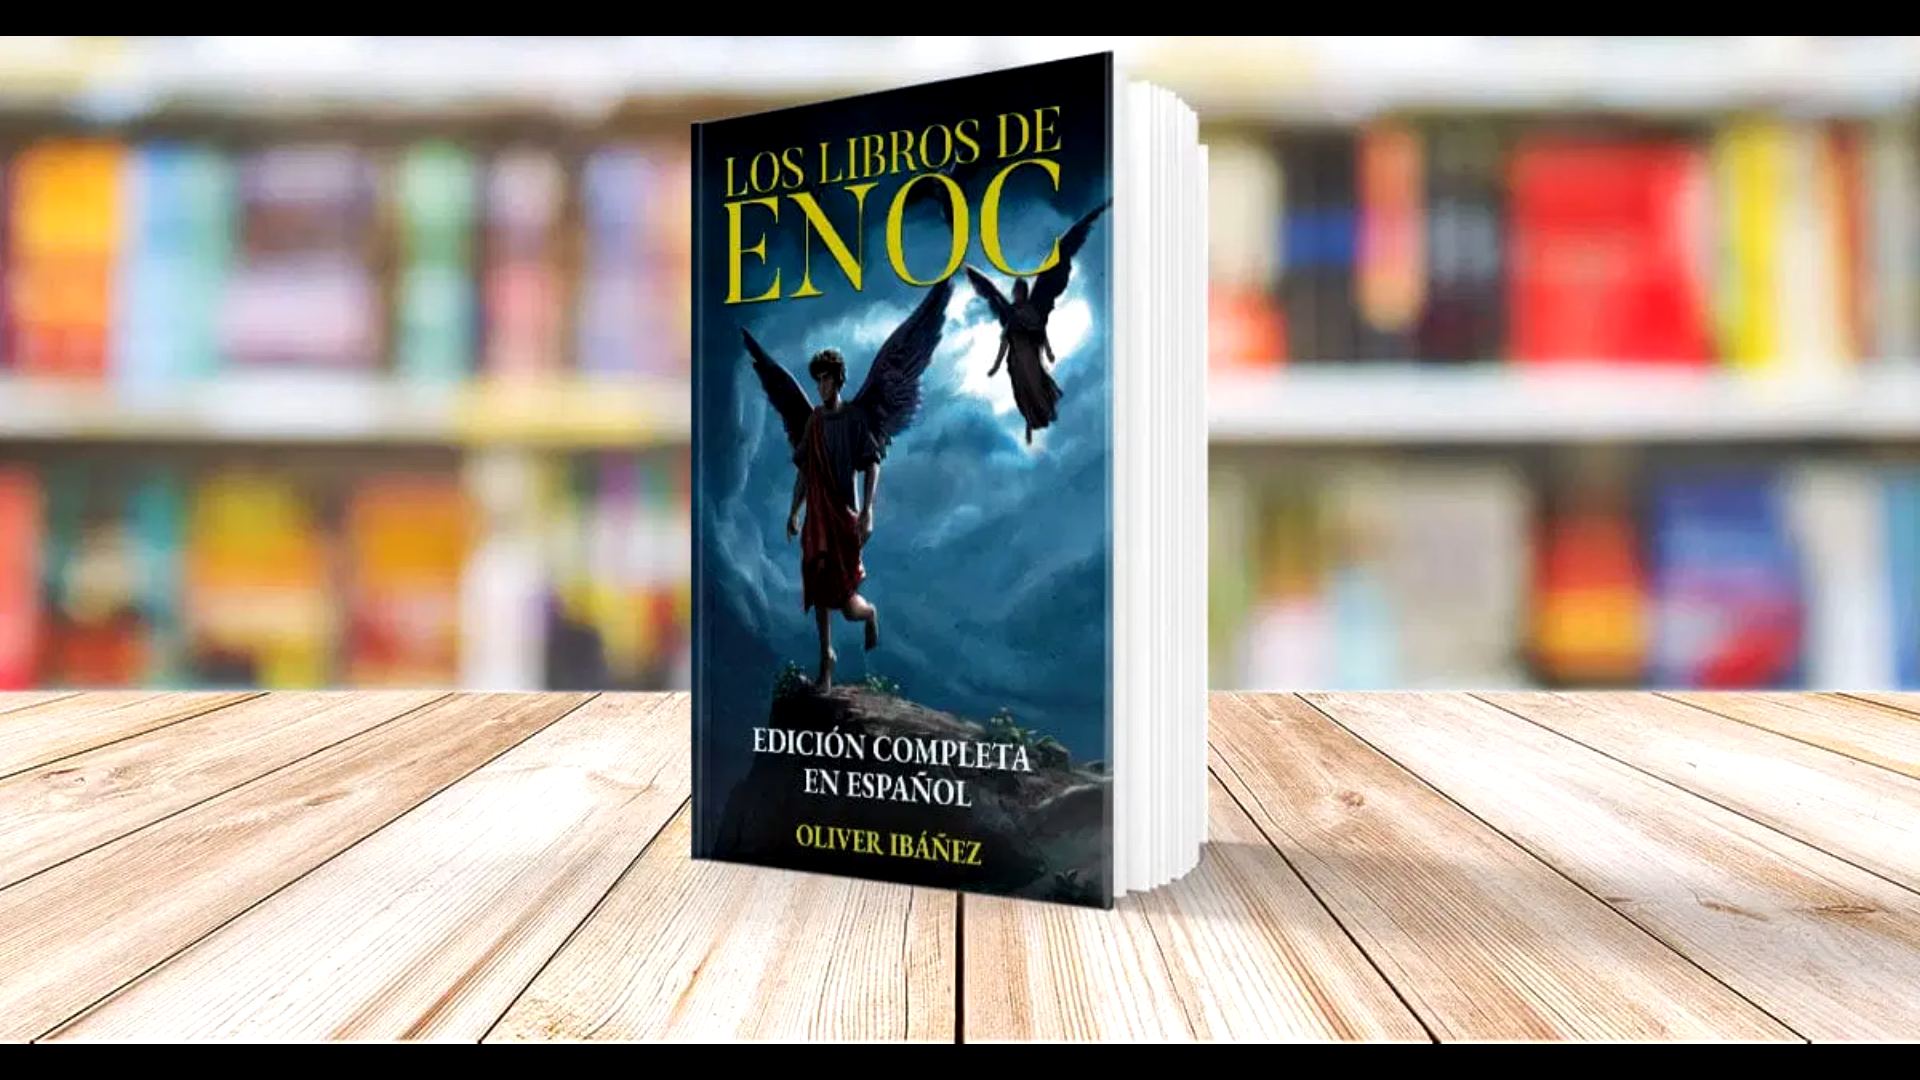 LOS LIBROS DE
ENOC
EDICIÓN COMPLETA
EN ESPAÑOL
OLIVER IBÁÑEZ